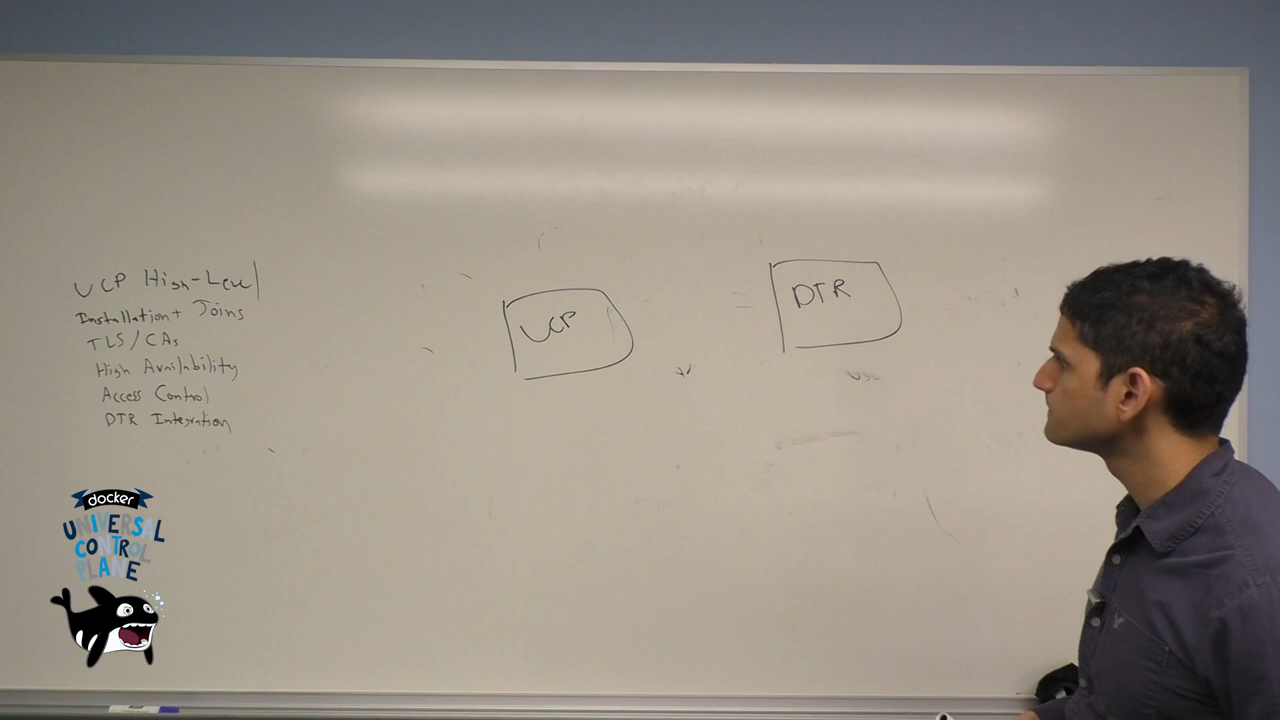 UCP High-Level
Installation + Joins
TLS/CAs
High Availability
Access Control
DTR Integration
UCP
DTR
docker
UNIVERSAL
CONTROL
PLANE